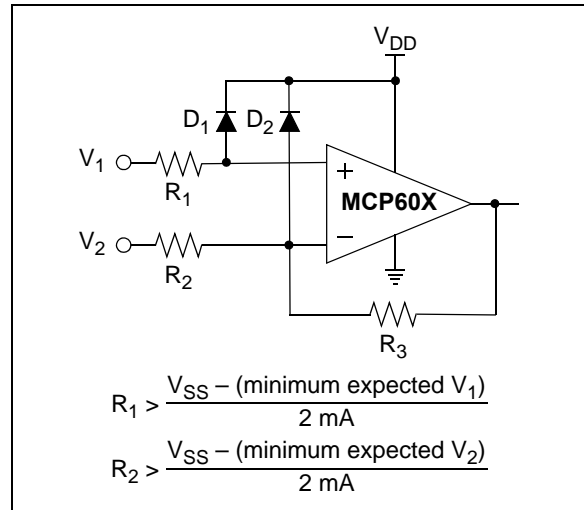 V_DD
D_1 D_2
V_1
R_1
+
MCP60X
V_2
R_2
–
R_3
R_1 > V_SS – (minimum expected V_1)
2 mA
R_2 > V_SS – (minimum expected V_2)
2 mA